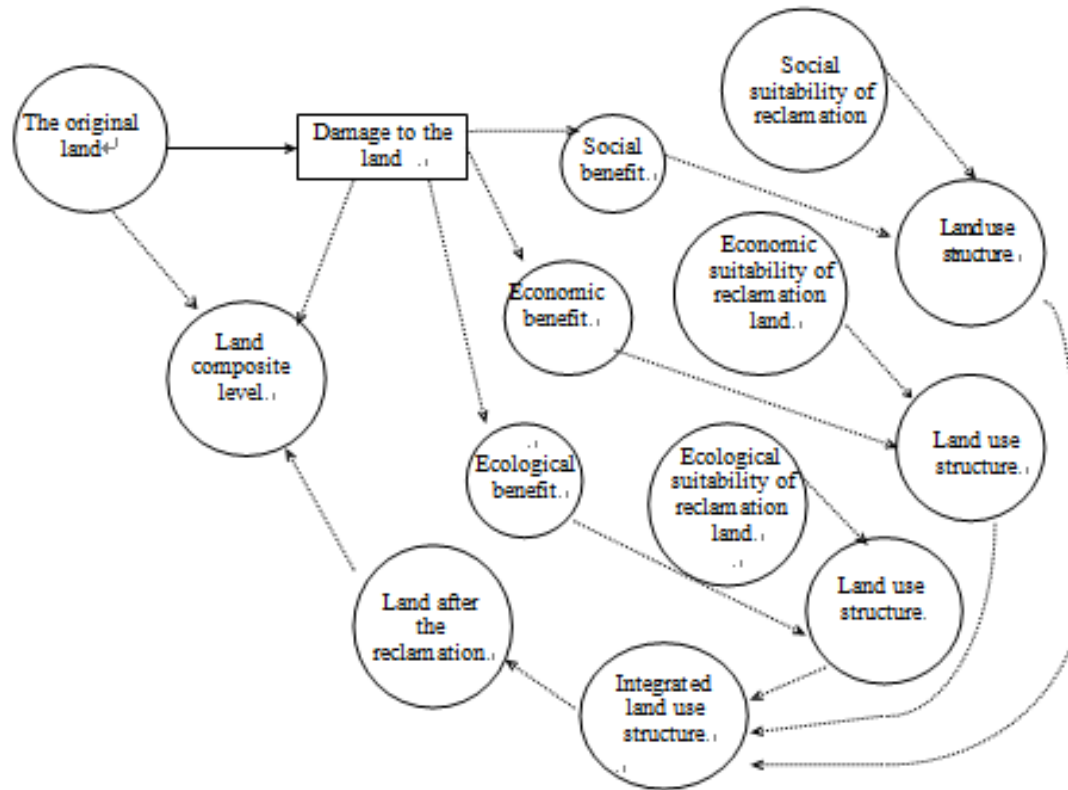 The original
land↵
Damage to the
land .
Social
benefit.
Social
suitability of
reclamation
Land use
structure.
Economic
suitability of
reclamation
land.
Economic
benefit.
Land
composite
level.
Land use
structure.
Ecological
benefit.
Ecological
suitability of
reclamation
land.
Land use
structure.
Land after
the
reclamation.
Integrated
land use
structure.